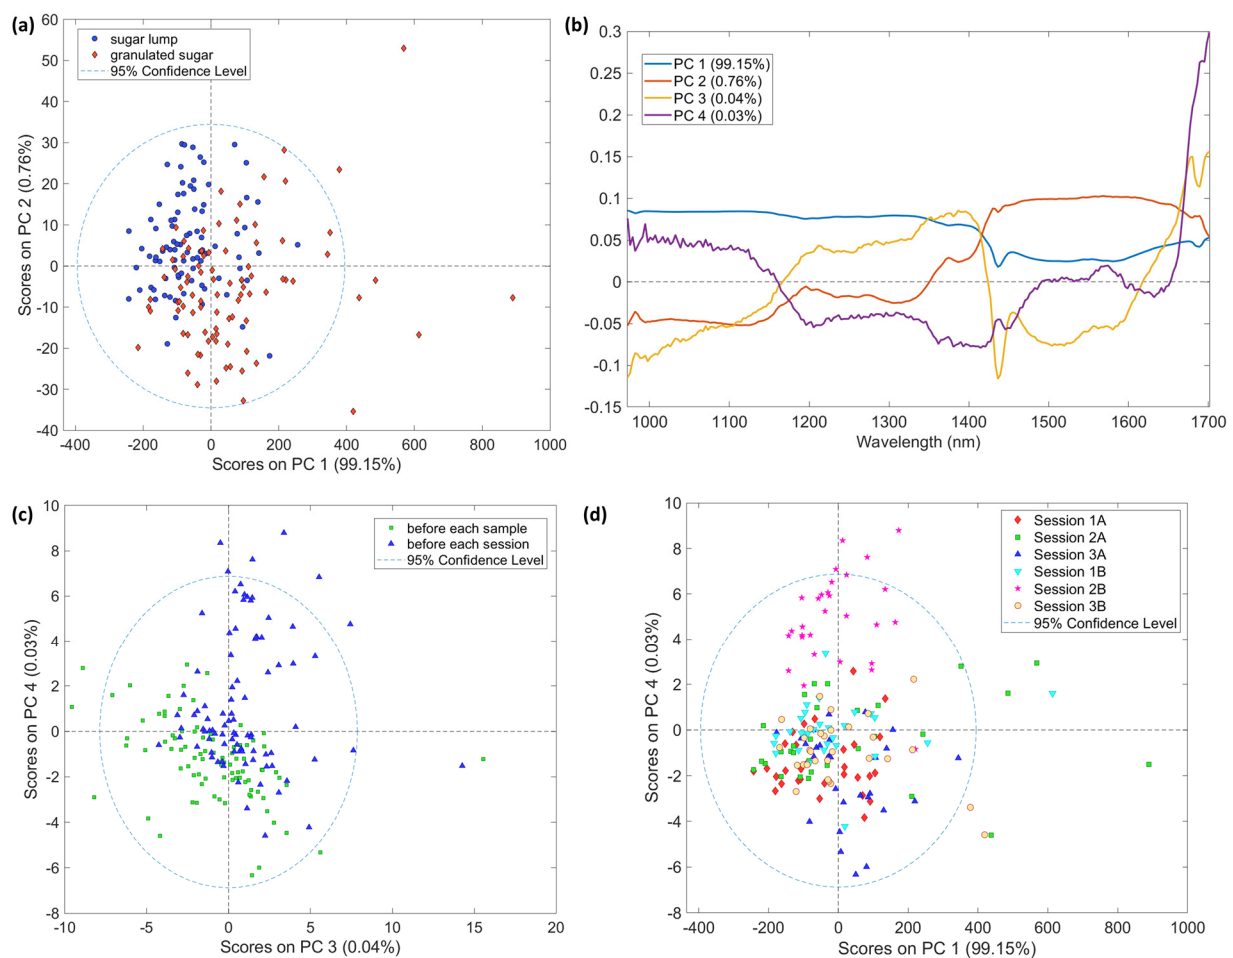 (a)
60
50
40
30
20
10
0
-10
-20
-30
-40
Scores on PC 2 (0.76%)
sugar lump
granulated sugar
95% Confidence Level
-400 -200 0 200 400 600 800 1000
Scores on PC 1 (99.15%)
(b)
0.3
0.25
0.2
0.15
0.1
0.05
0
-0.05
-0.1
-0.15
PC 1 (99.15%)
PC 2 (0.76%)
PC 3 (0.04%)
PC 4 (0.03%)
1000 1100 1200 1300 1400 1500 1600 1700
Wavelength (nm)
(c)
10
8
6
4
2
0
-2
-4
-6
-8
Scores on PC 4 (0.03%)
before each sample
before each session
95% Confidence Level
-10 -5 0 5 10 15 20
Scores on PC 3 (0.04%)
(d)
10
8
6
4
2
0
-2
-4
-6
-8
Scores on PC 4 (0.03%)
Session 1A
Session 2A
Session 3A
Session 1B
Session 2B
Session 3B
95% Confidence Level
-400 -200 0 200 400 600 800 1000
Scores on PC 1 (99.15%)